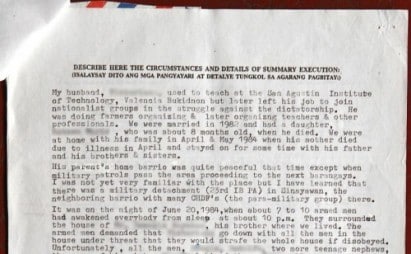 DESCRIBE HERE THE CIRCUMSTANCES AND DETAILS OF SUMMARY EXECUTION:
(ISALAYSAY DITO ANG MGA PANGYAYARI AT DETALYE TUNGKOL SA AGARANG PAGBITAY:)
My husband, used to teach at the San Agustin Institute
of Technology, Valencia Bukidnon but later left his job to join
nationalist groups in the struggle against the dictatorship. He
was doing farmers organizing & later organizing teachers & other
professionals. We were married in 1982 and had a daughter,
, who was about 8 months old, when he died. We were
at home with his family in April & May 1984 when his mother died
due to illness in April and stayed on for some time with his father
and his brothers & sisters.
His parent's home barrio was quite peaceful that time except when
military patrols pass the area proceeding to the next barangays.
I was not yet very familiar with the place but I have learned that
there was a military detachment (23rd IB PA) in the
neighboring barrio with many CHDF's (the para-military group) there.
It was on the night of June 20, 1984, when about 7 to 10 armed men
had awakened everybody from sleep at about 10 p.m. They surrounded
the house of , his brother where we lived. The
armed men demanded that go down with all the men in the
house under threat they would strafe the whole house if disobeyed.
Unfortunately, all the men, two more teenage nephews,